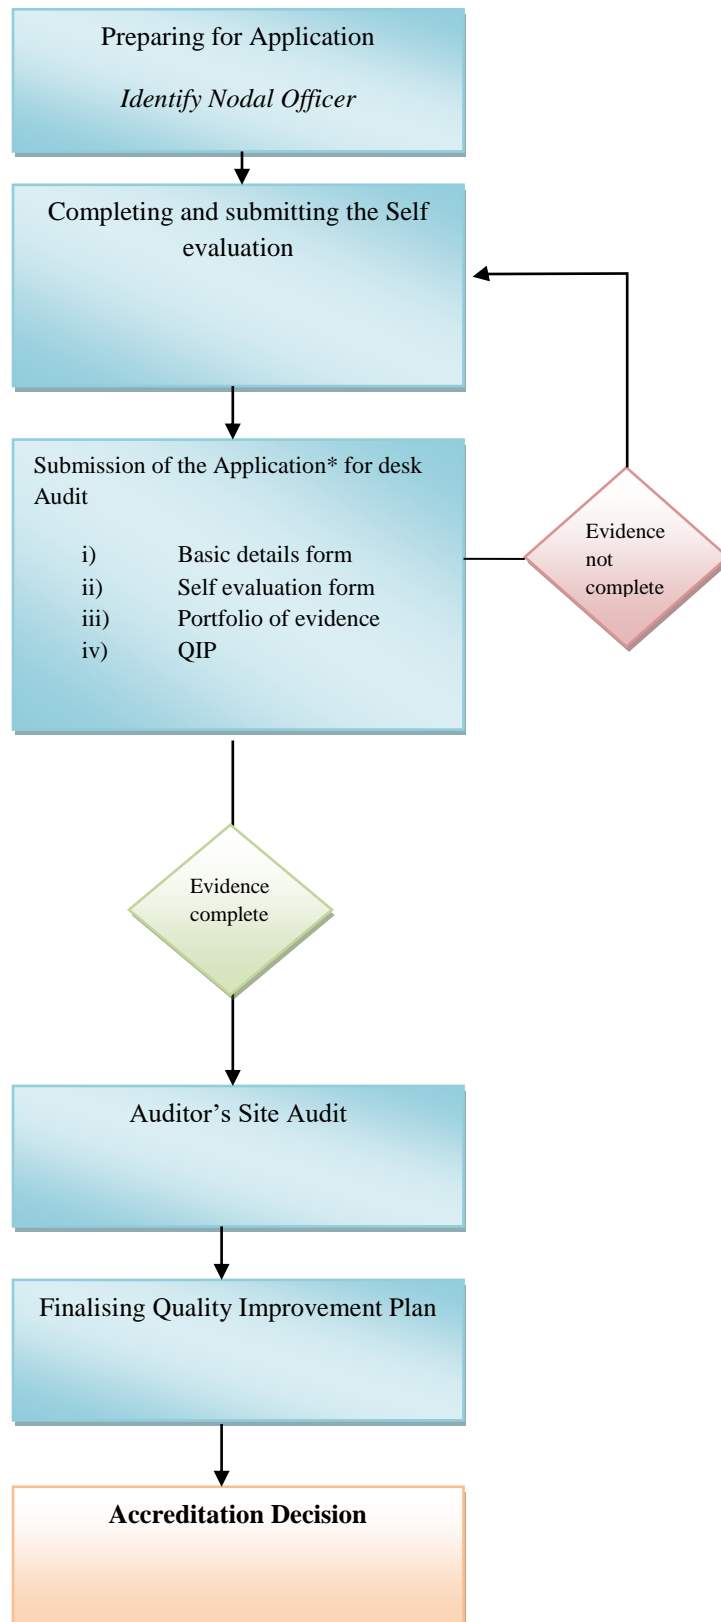 Preparing for Application
Identify Nodal Officer
Completing and submitting the Self
evaluation
Submission of the Application* for desk
Audit
i) Basic details form
ii) Self evaluation form
iii) Portfolio of evidence
iv) QIP
Evidence
not
complete
Evidence
complete
Auditor’s Site Audit
Finalising Quality Improvement Plan
Accreditation Decision